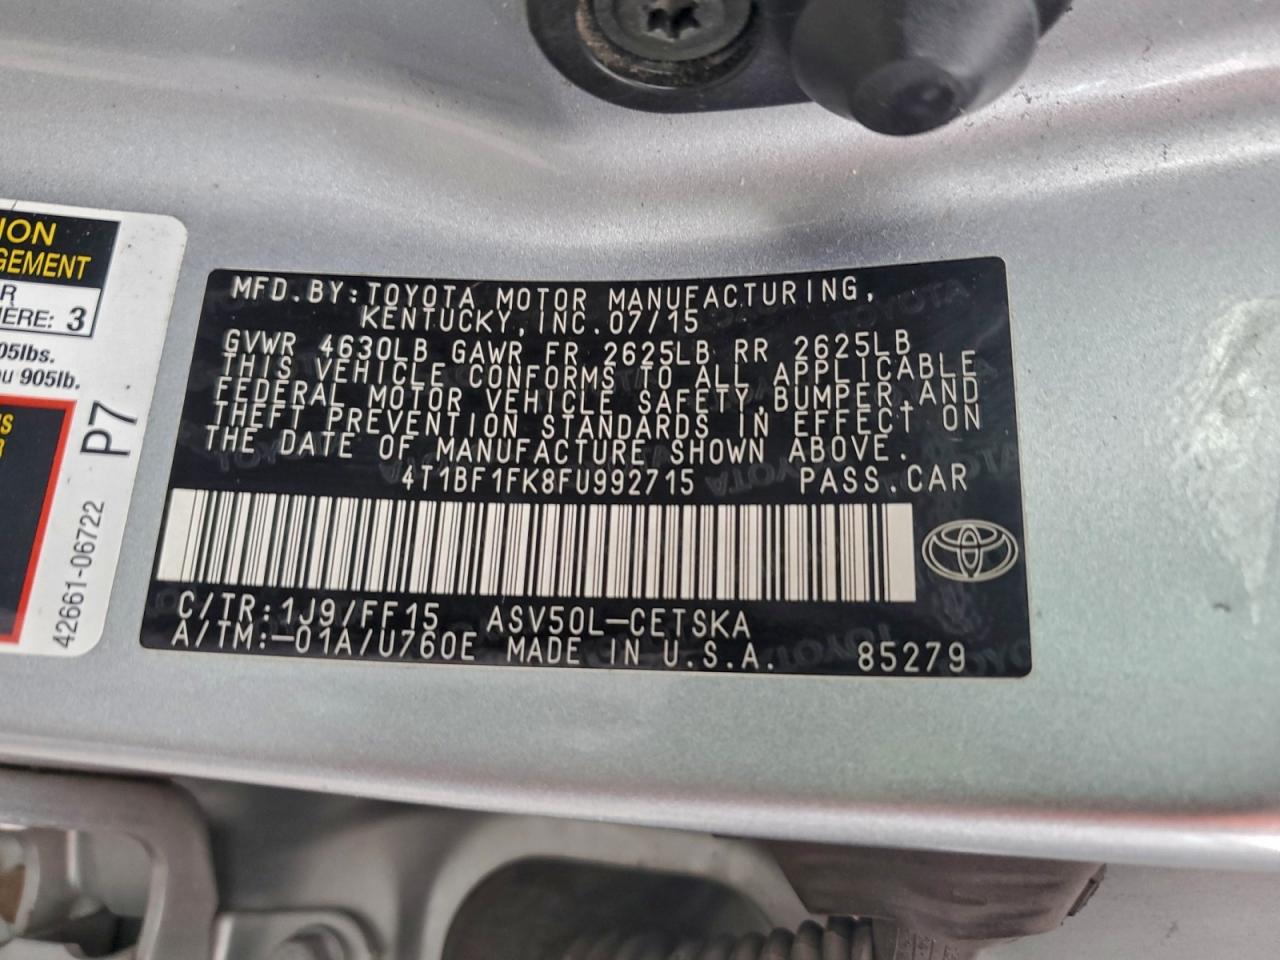 ION
GEMENT
R
IERE: 3
05lbs.
u 905lb.
S
P7
42661-06722
MFD.BY:TOYOTA MOTOR MANUFACTURING,
KENTUCKY,INC.07/15
GVWR 4630LB GAWR FR 2625LB RR 2625LB
THIS VEHICLE CONFORMS TO ALL APPLICABLE
FEDERAL MOTOR VEHICLE SAFETY,BUMPER,AND
THEFT PREVENTION STANDARDS IN EFFECT ON
THE DATE OF MANUFACTURE SHOWN ABOVE.
4T1BF1FK8FU992715 PASS.CAR
C/TR:1J9/FF15 ASV50L-CETSKA
A/TM:-01A/U760E MADE IN U.S.A. 85279